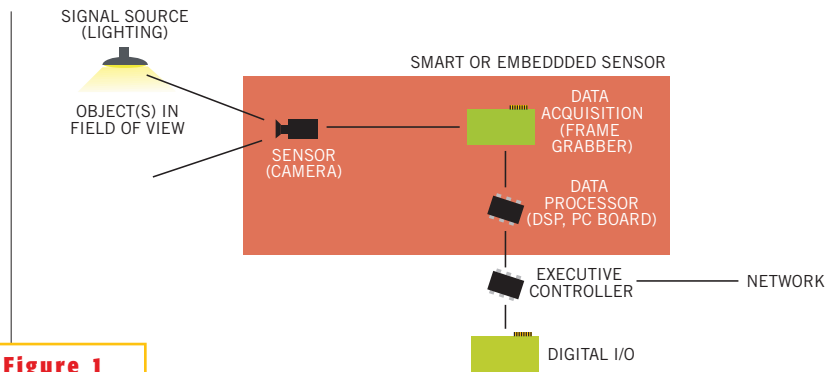 SIGNAL SOURCE
(LIGHTING)
OBJECT(S) IN
FIELD OF VIEW
SMART OR EMBEDDDED SENSOR
SENSOR
(CAMERA)
DATA
ACQUISITION
(FRAME
GRABBER)
DATA
PROCESSOR
(DSP, PC BOARD)
EXECUTIVE
CONTROLLER
NETWORK
DIGITAL I/O
Figure 1